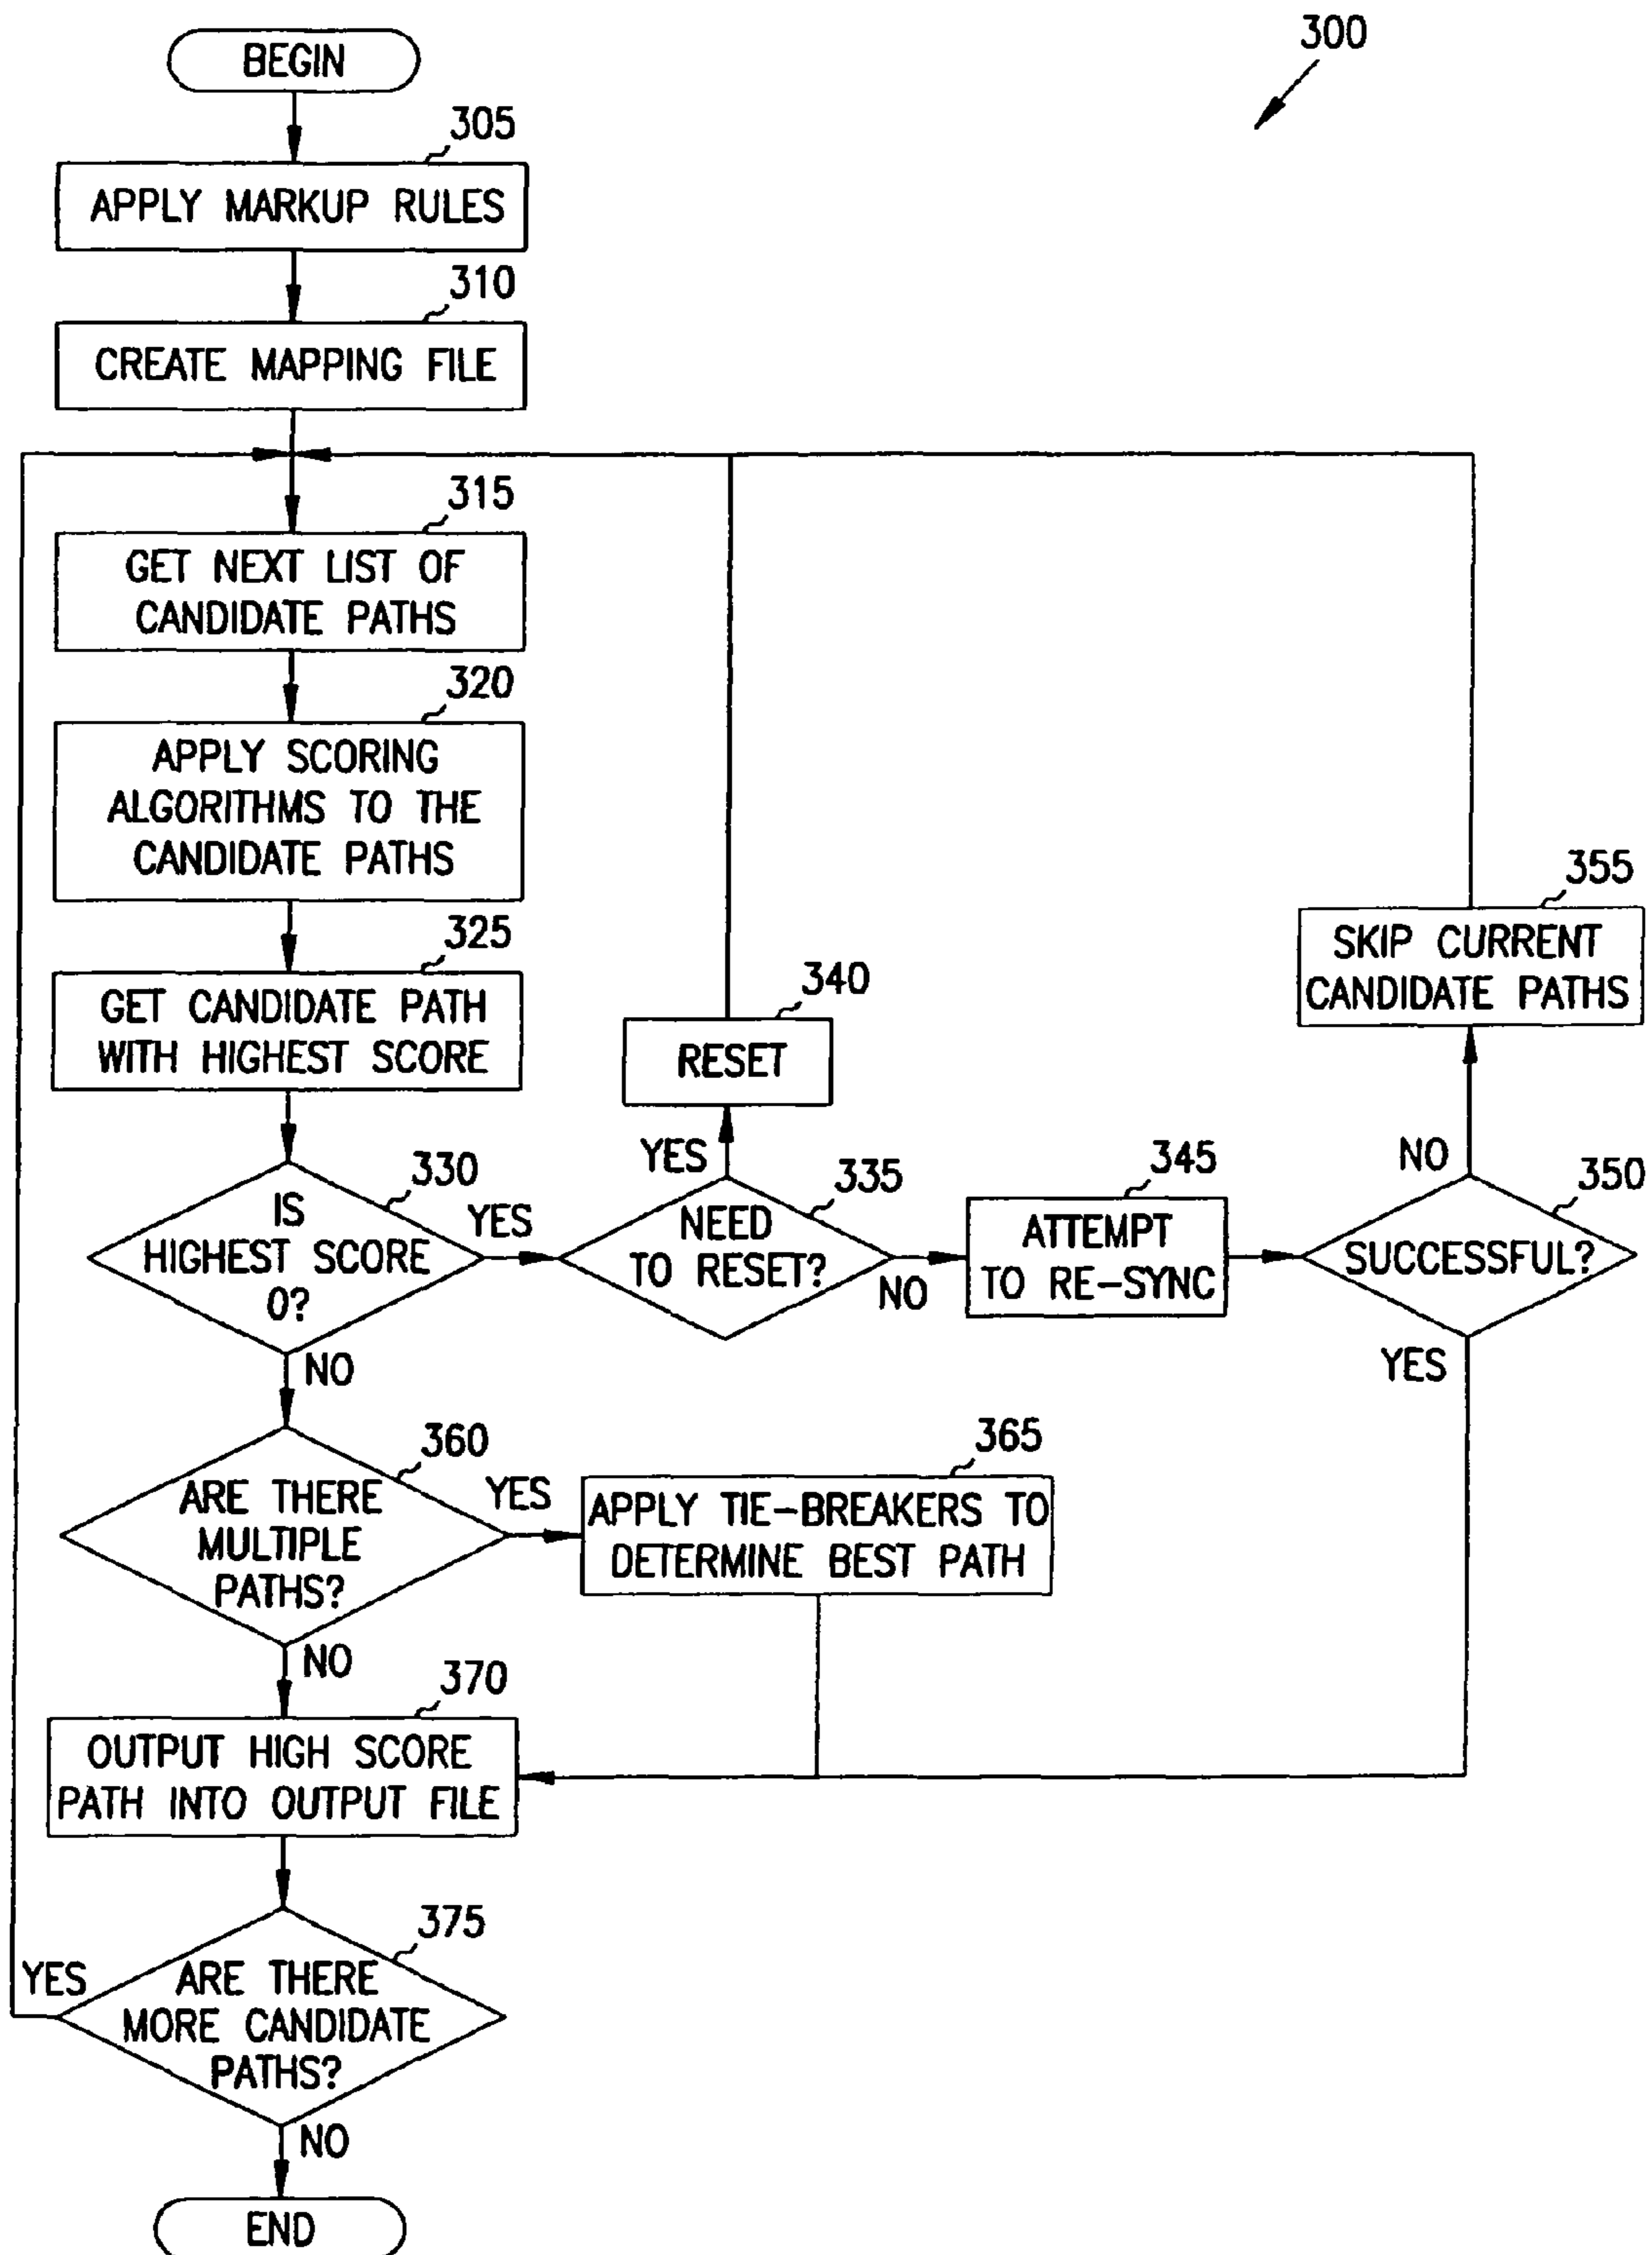 300
BEGIN
305
APPLY MARKUP RULES
310
CREATE MAPPING FILE
315
GET NEXT LIST OF
CANDIDATE PATHS
320
APPLY SCORING
ALGORITHMS TO THE
CANDIDATE PATHS
325
GET CANDIDATE PATH
WITH HIGHEST SCORE
330
IS
HIGHEST SCORE
0?
YES
NO
335
NEED
TO RESET?
YES
NO
340
RESET
345
ATTEMPT
TO RE-SYNC
350
SUCCESSFUL?
NO
YES
355
SKIP CURRENT
CANDIDATE PATHS
360
ARE THERE
MULTIPLE
PATHS?
YES
NO
365
APPLY TIE-BREAKERS TO
DETERMINE BEST PATH
370
OUTPUT HIGH SCORE
PATH INTO OUTPUT FILE
375
ARE THERE
MORE CANDIDATE
PATHS?
YES
NO
END